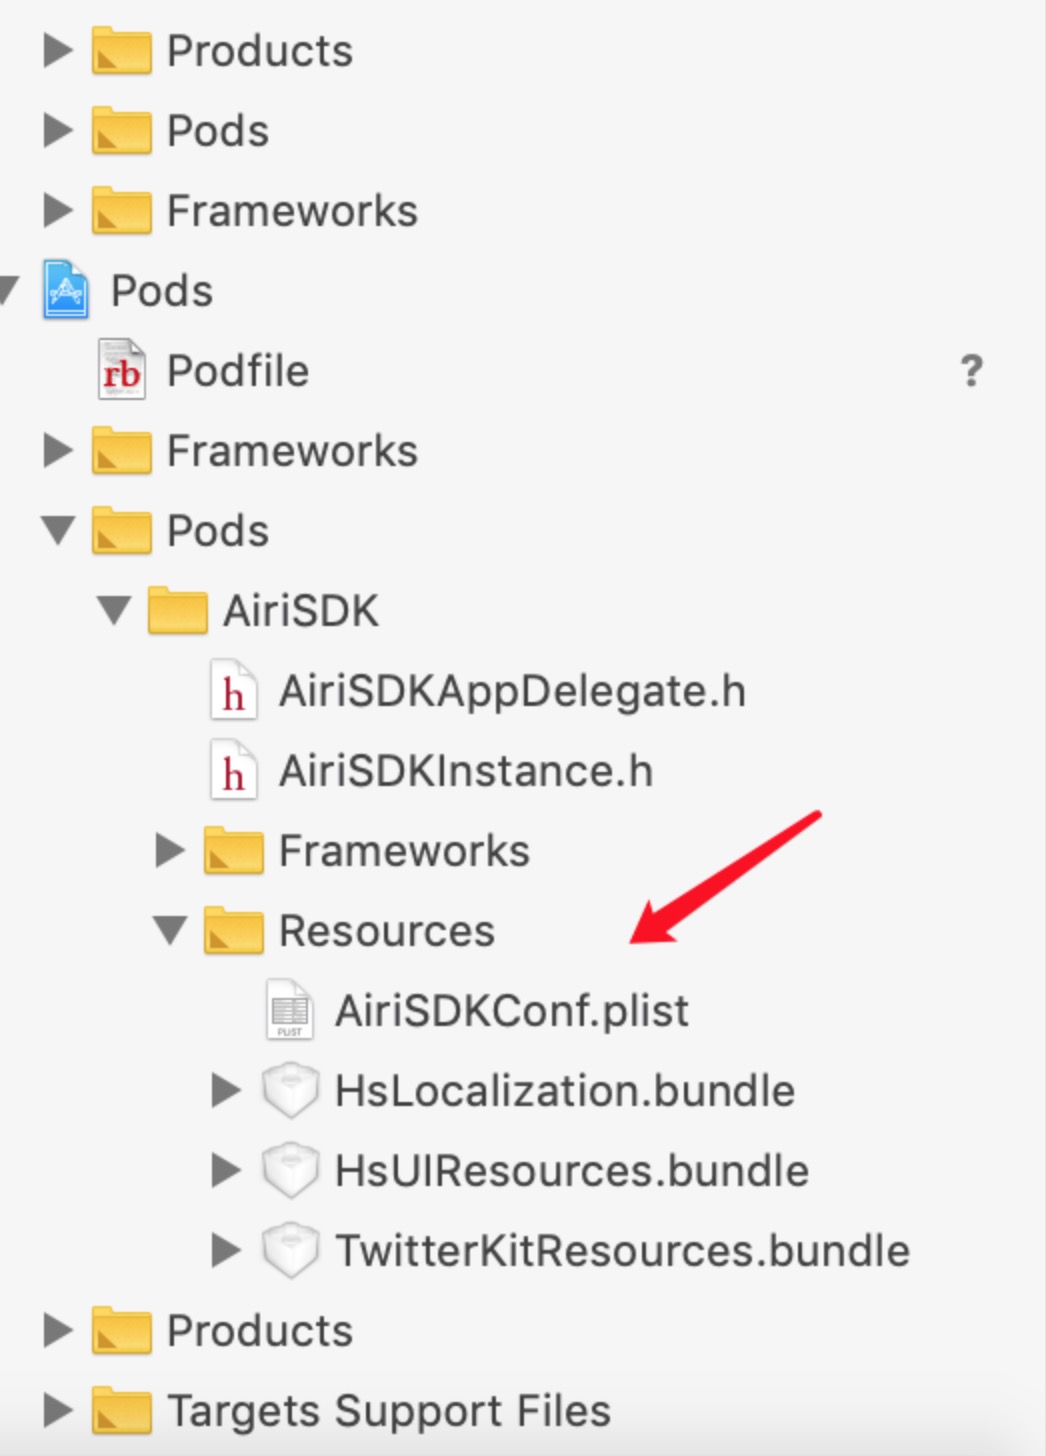 Products
Pods
Frameworks
Pods
rb Podfile ?
Frameworks
Pods
AiriSDK
h AiriSDKAppDelegate.h
h AiriSDKInstance.h
Frameworks
Resources
PLIST AiriSDKConf.plist
HsLocalization.bundle
HsUIResources.bundle
TwitterKitResources.bundle
Products
Targets Support Files